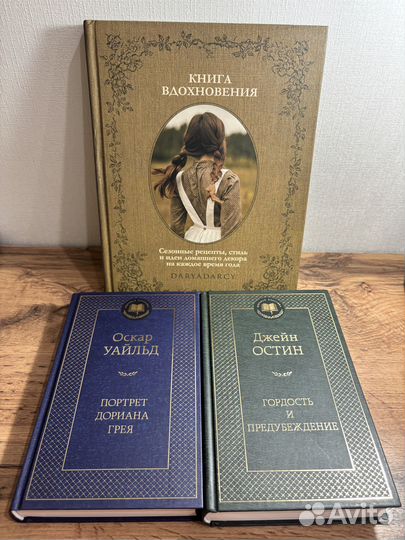 КНИГА
ВДОХНОВЕНИЯ
Сезонные рецепты, стиль
и идеи домашнего декора
на каждое время года
DARYADARCY
Оскар
УАЙЛЬД
ПОРТРЕТ
ДОРИАНА
ГРЕЯ
Джейн
ОСТИН
ГОРДОСТЬ
И
ПРЕДУБЕЖДЕНИЕ
Avito